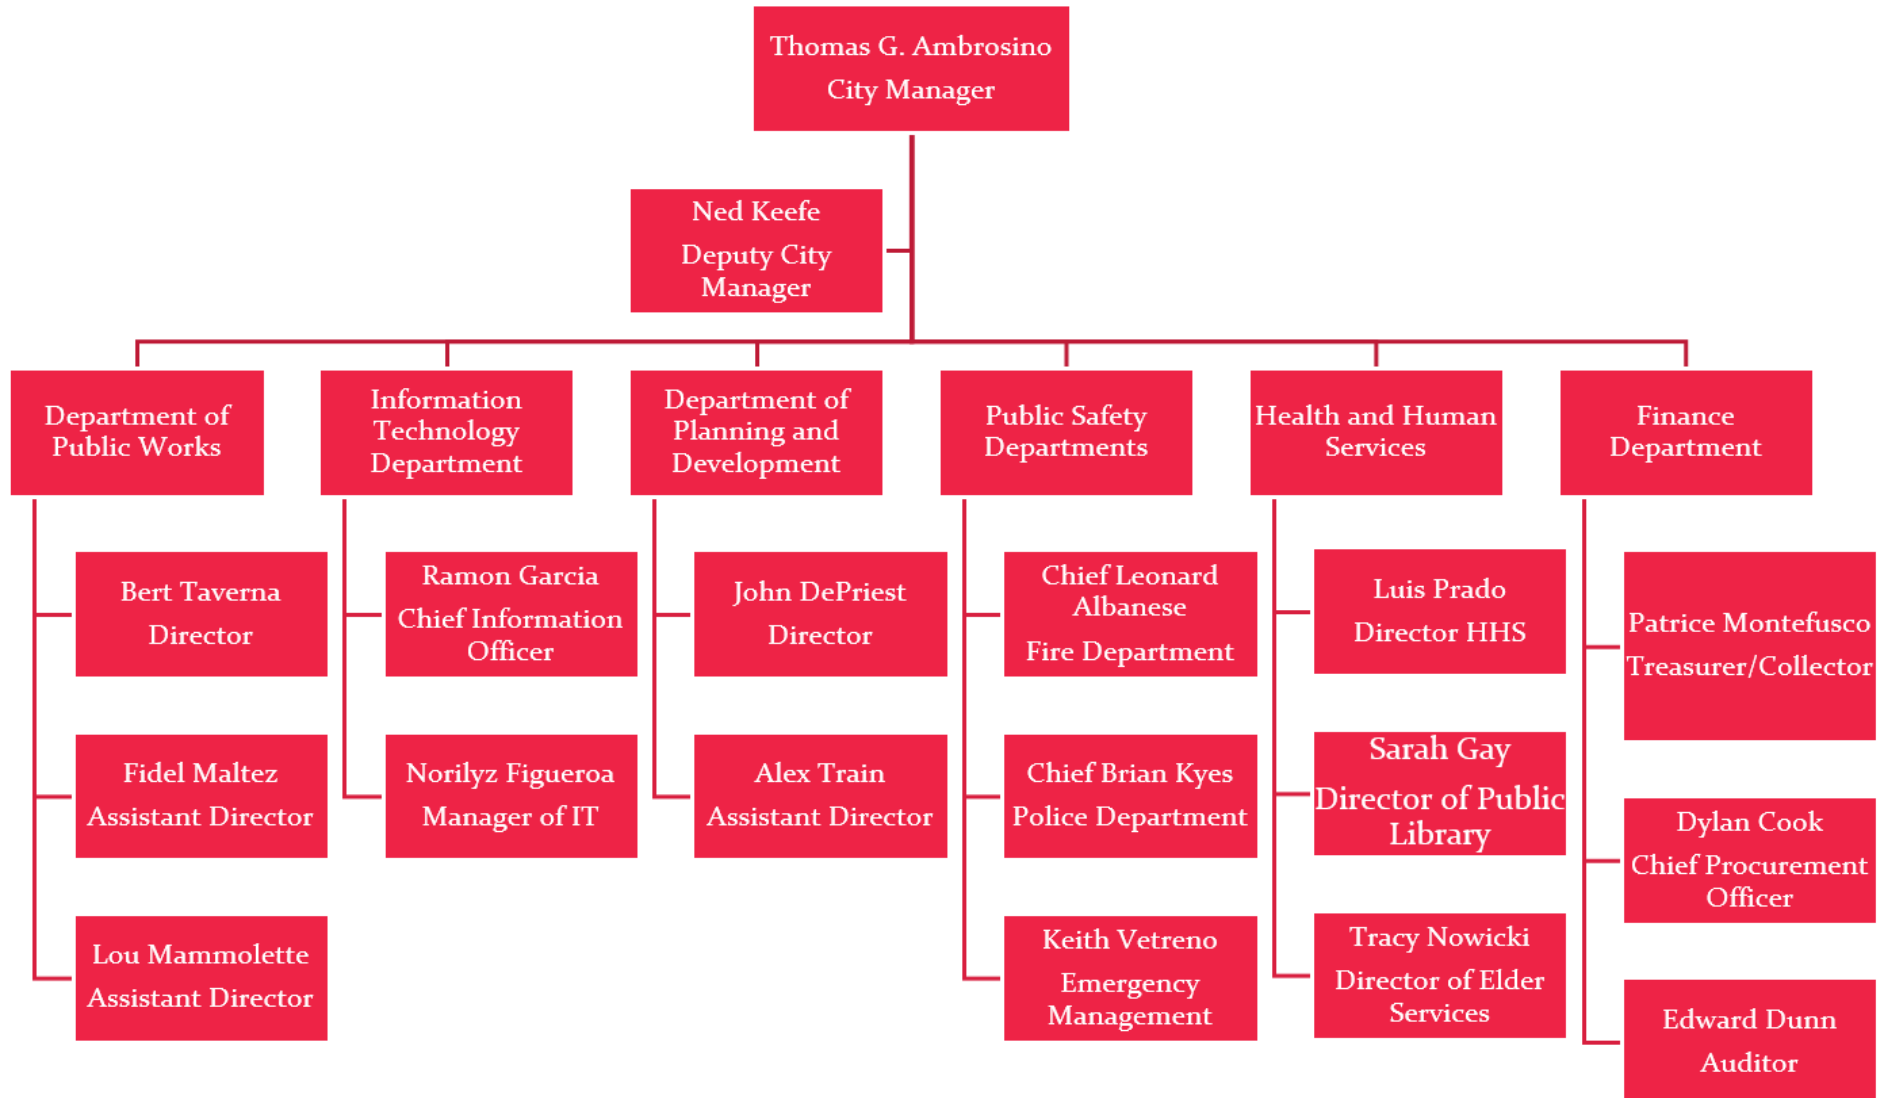 Thomas G. Ambrosino
City Manager
Ned Keefe
Deputy City
Manager
Department of
Public Works
Information
Technology
Department
Department of
Planning and
Development
Public Safety
Departments
Health and Human
Services
Finance
Department
Bert Taverna
Director
Fidel Maltez
Assistant Director
Lou Mammolette
Assistant Director
Ramon Garcia
Chief Information
Officer
Norilyz Figueroa
Manager of IT
John DePriest
Director
Alex Train
Assistant Director
Chief Leonard
Albanese
Fire Department
Chief Brian Kyes
Police Department
Keith Vetreno
Emergency
Management
Luis Prado
Director HHS
Sarah Gay
Director of Public
Library
Tracy Nowicki
Director of Elder
Services
Patrice Montefusco
Treasurer/Collector
Dylan Cook
Chief Procurement
Officer
Edward Dunn
Auditor